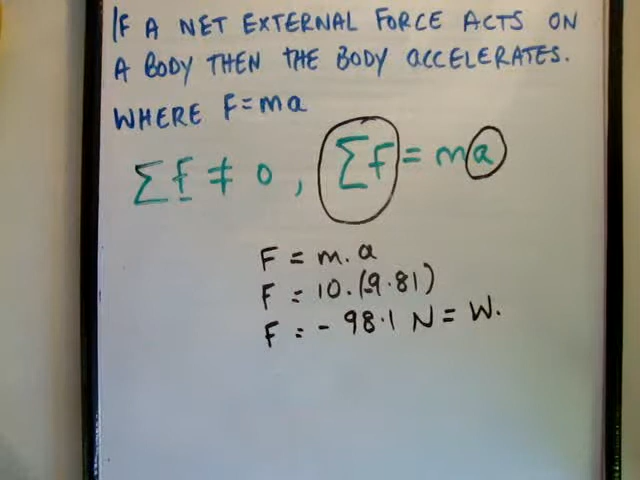 IF A NET EXTERNAL FORCE ACTS ON
A BODY THEN THE BODY ACCELERATES.
WHERE F=ma
∑F ≠ 0, ∑F = ma
F = m.a
F = 10.(-9.81)
F = -98.1 N = W.